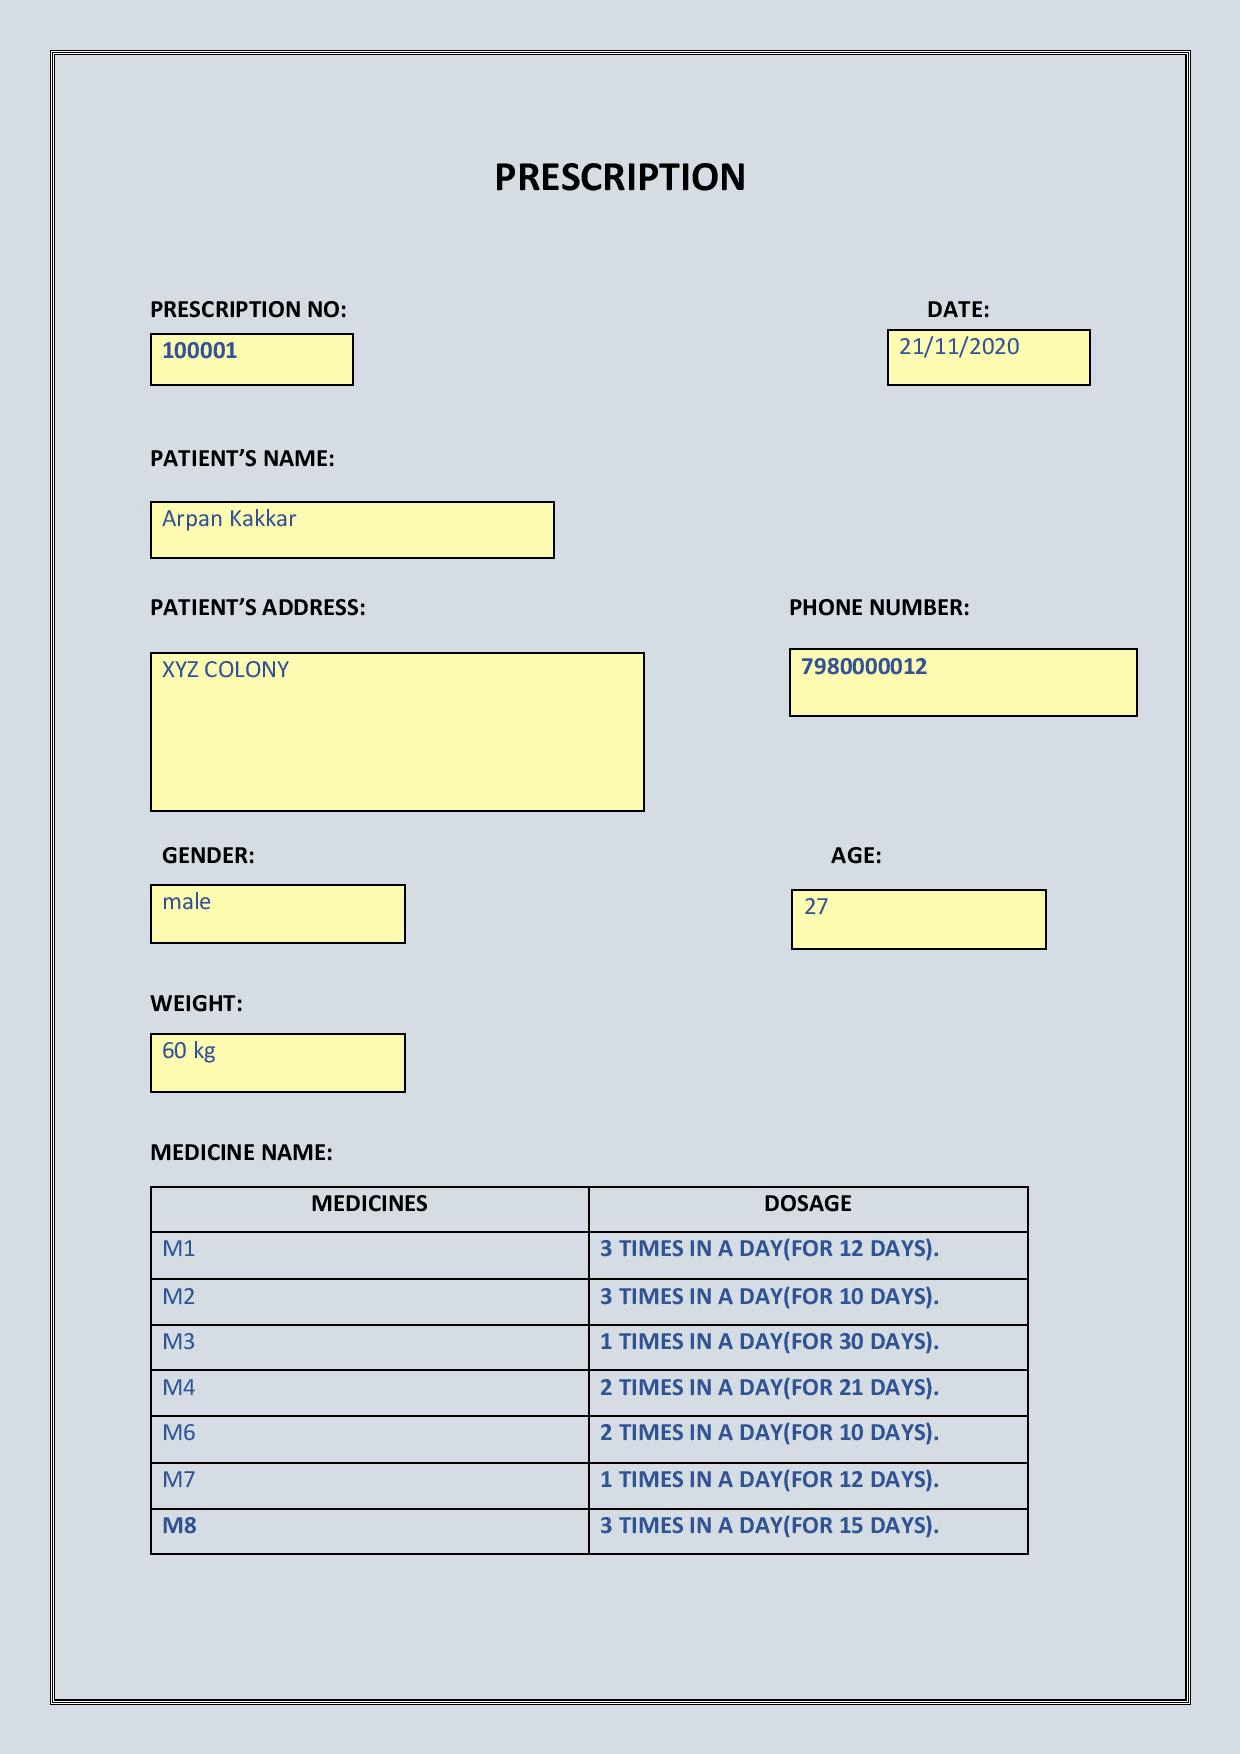 PRESCRIPTION
PRESCRIPTION NO: DATE:
100001 21/11/2020
PATIENT’S NAME:
Arpan Kakkar
PATIENT’S ADDRESS: PHONE NUMBER:
XYZ COLONY 7980000012
GENDER: AGE:
male 27
WEIGHT:
60 kg
MEDICINE NAME:
MEDICINES DOSAGE
M1 3 TIMES IN A DAY(FOR 12 DAYS).
M2 3 TIMES IN A DAY(FOR 10 DAYS).
M3 1 TIMES IN A DAY(FOR 30 DAYS).
M4 2 TIMES IN A DAY(FOR 21 DAYS).
M6 2 TIMES IN A DAY(FOR 10 DAYS).
M7 1 TIMES IN A DAY(FOR 12 DAYS).
M8 3 TIMES IN A DAY(FOR 15 DAYS).